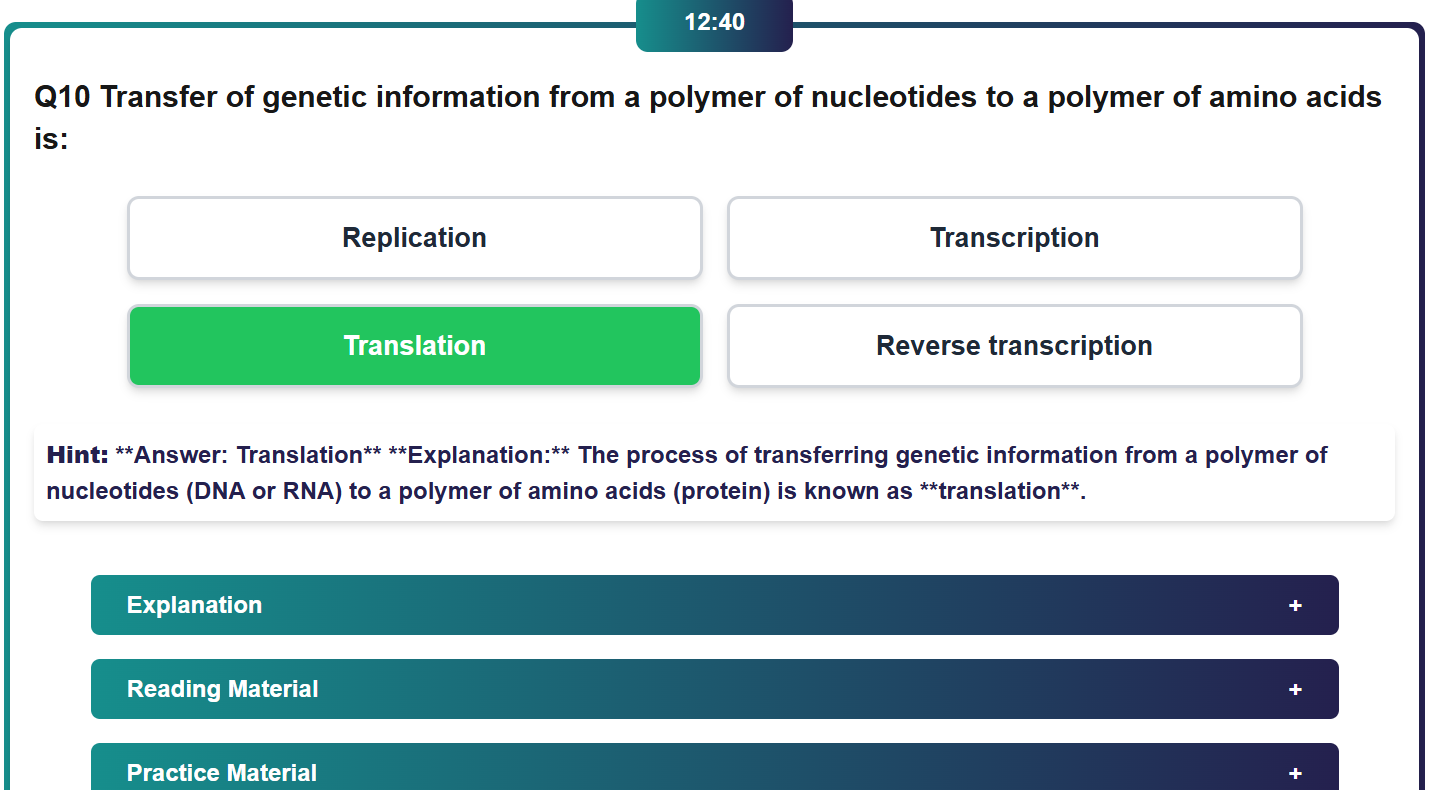 12:40
Q10 Transfer of genetic information from a polymer of nucleotides to a polymer of amino acids
is:
Replication
Transcription
Translation
Reverse transcription
Hint: **Answer: Translation** **Explanation:** The process of transferring genetic information from a polymer of
nucleotides (DNA or RNA) to a polymer of amino acids (protein) is known as **translation**.
Explanation +
Reading Material +
Practice Material +